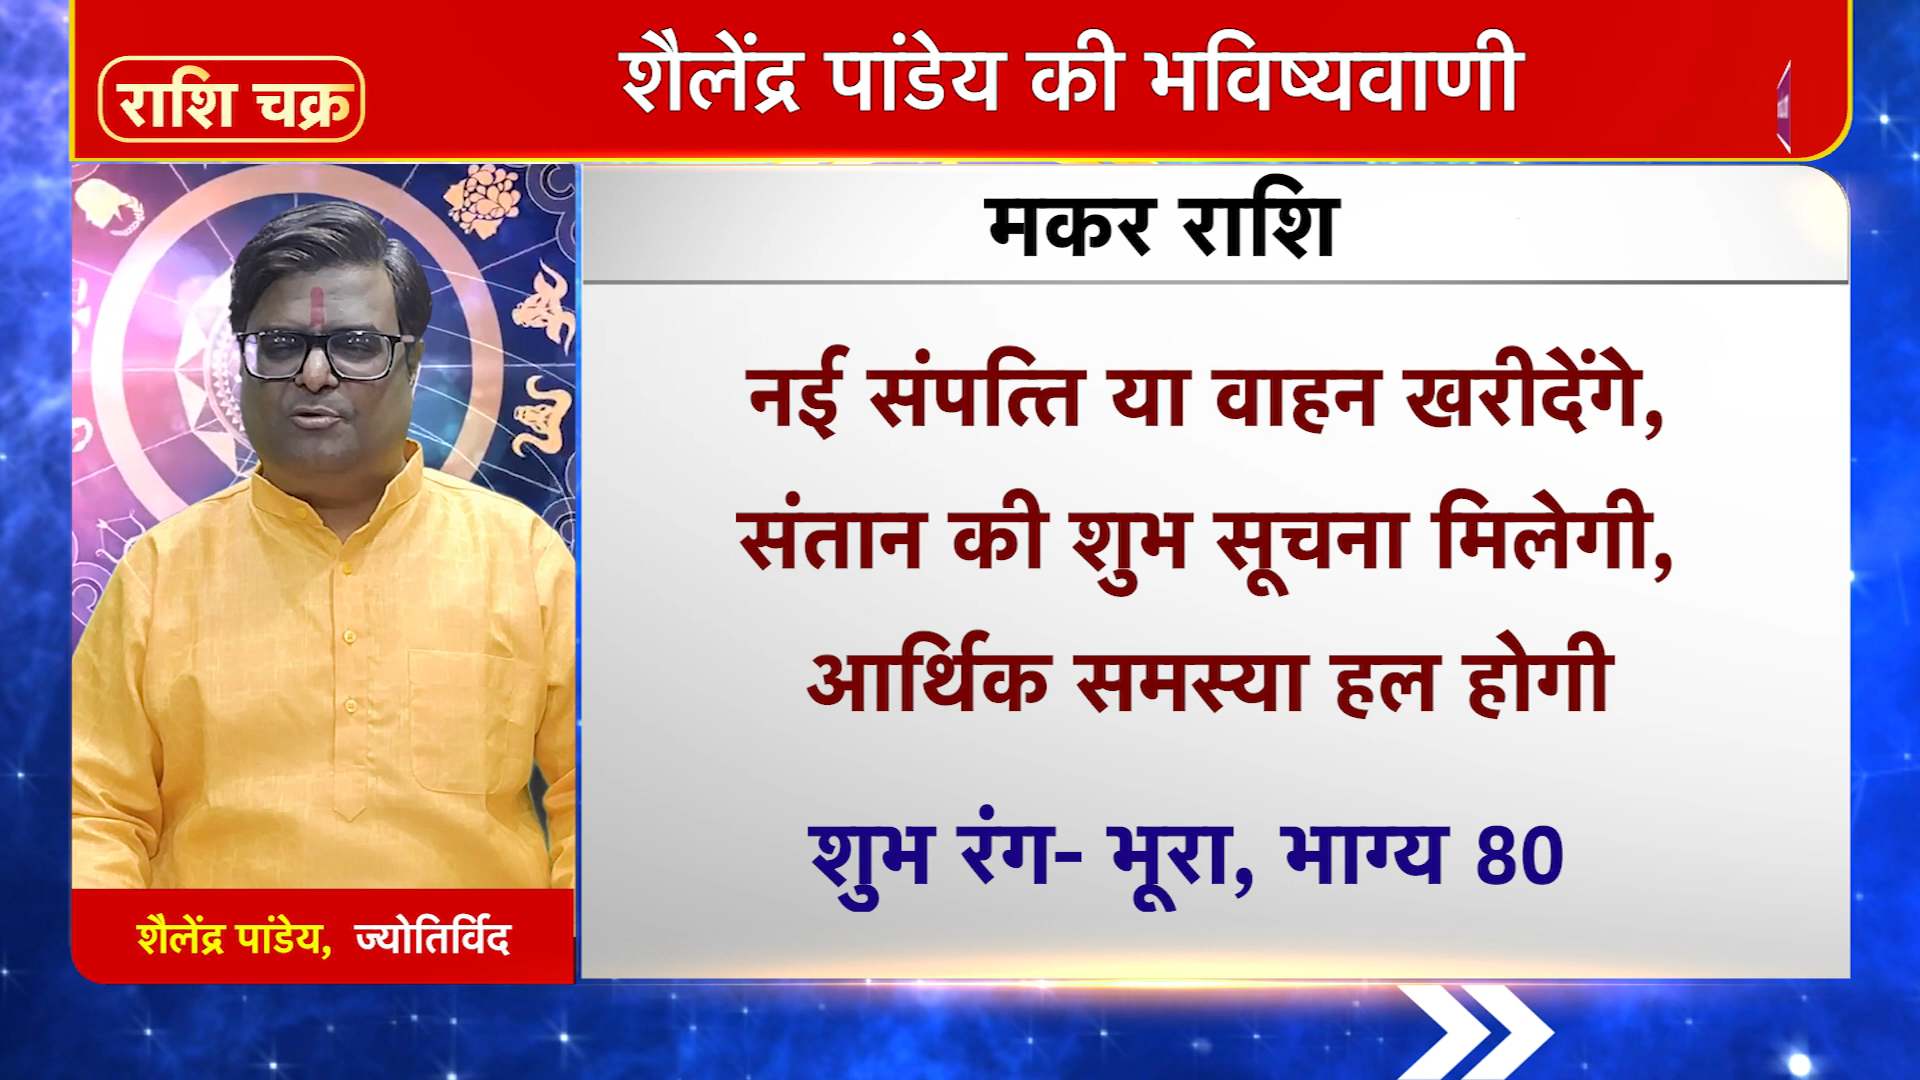 राशि चक्र
शैलेंद्र पांडेय की भविष्यवाणी
मकर राशि
नई संपत्ति या वाहन खरीदेंगे,
संतान की शुभ सूचना मिलेगी,
आर्थिक समस्या हल होगी
शुभ रंग- भूरा, भाग्य 80
शैलेंद्र पांडेय, ज्योतिर्विद